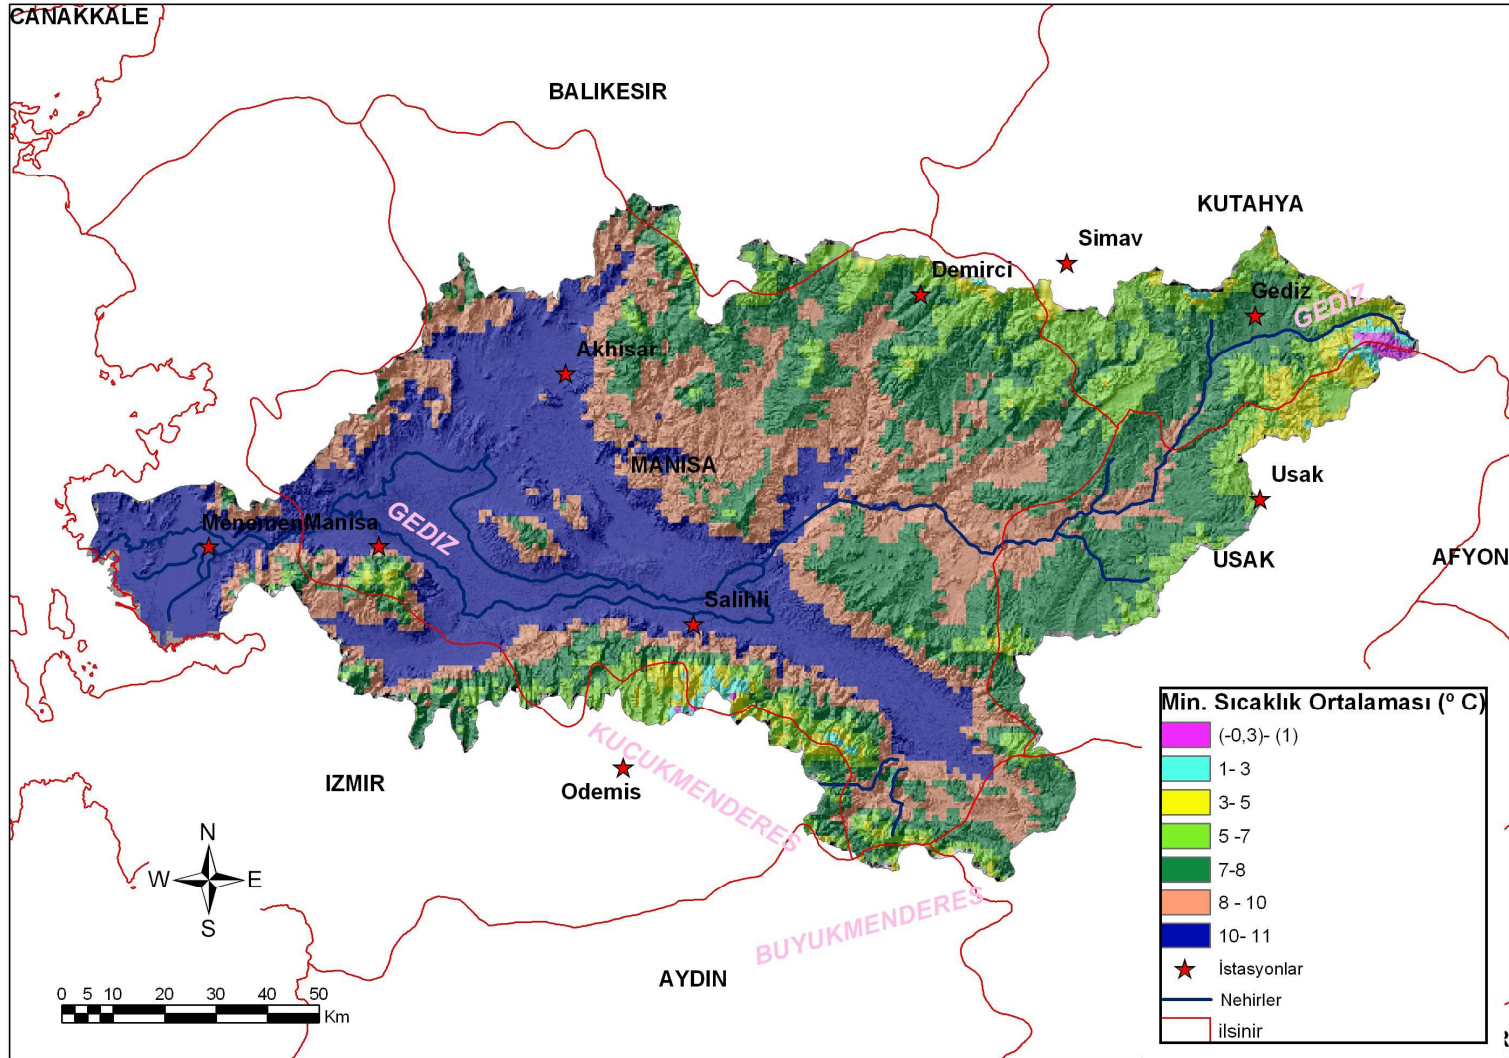 CANAKKALE
BALIKESIR
KUTAHYA
Simav
Demirci
Gediz
GEDIZ
Akhisar
MANISA
Usak
GEDIZ
Menemen
Manisa
USAK
AFYON
Salihli
KUCUKMENDERES
IZMIR
Odemis
BUYUKMENDERES
AYDIN
N
W
E
S
0 5 10 20 30 40 50
Km
Min. Sıcaklık Ortalaması (º C)
(-0,3)- (1)
1- 3
3- 5
5 -7
7-8
8 - 10
10- 11
İstasyonlar
Nehirler
ilsinir